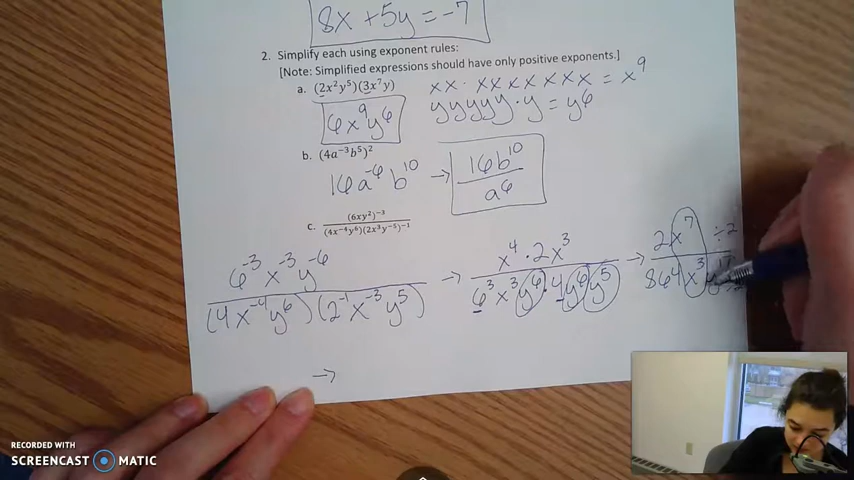 8x + 5y = -7
2. Simplify each using exponent rules:
[Note: Simplified expressions should have only positive exponents.]
a. (2x²y⁵)(3x⁷y)
xx · xxxxxxx = x⁹
yyyyy · y = y⁶
6x⁹y⁶
b. (4a⁻³b⁵)²
16a⁻⁶b¹⁰ → 16b¹⁰/a⁶
c. (6xy²)⁻³/(4x⁻⁴y⁶)(2x³y⁻⁵)⁻¹
6⁻³x⁻³y⁻⁶/(4x⁻⁴y⁶)(2⁻¹x⁻³y⁵) → x⁴·2x³/6³x³y⁶·4y⁶y⁵ → 2x⁷/864x³y ÷2
→
RECORDED WITH
SCREENCAST MATIC